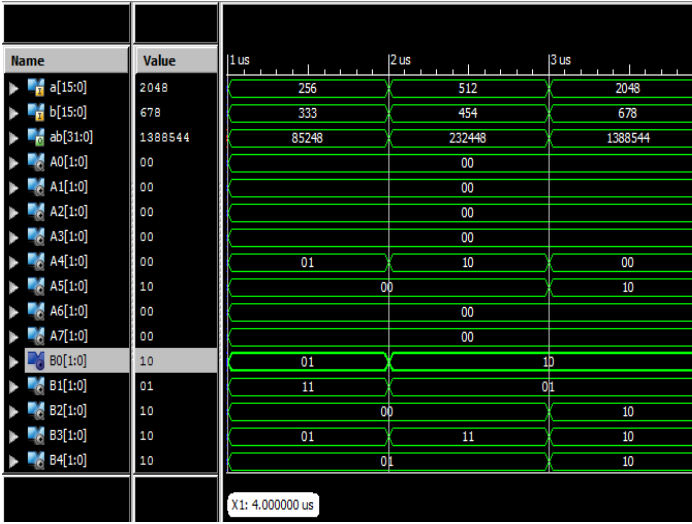 Name Value 1 us 2 us 3 us
a[15:0] 2048 256 512 2048
b[15:0] 678 333 454 678
ab[31:0] 1388544 85248 232448 1388544
A0[1:0] 00 00
A1[1:0] 00 00
A2[1:0] 00 00
A3[1:0] 00 00
A4[1:0] 00 01 10 00
A5[1:0] 10 00 10
A6[1:0] 00 00
A7[1:0] 00 00
B0[1:0] 10 01 10
B1[1:0] 01 11 01
B2[1:0] 10 00 10
B3[1:0] 10 01 11 10
B4[1:0] 10 01 10
X1: 4.000000 us